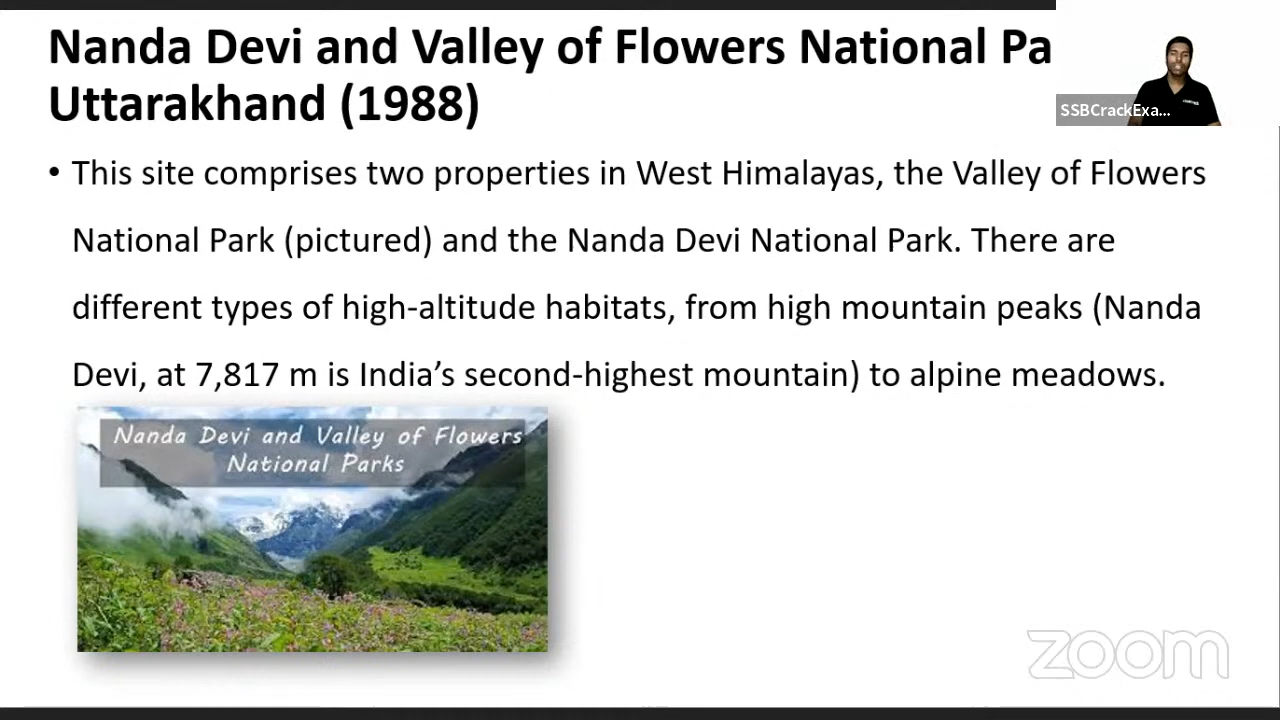 Nanda Devi and Valley of Flowers National Pa
Uttarakhand (1988)
SSBCrackExa...
• This site comprises two properties in West Himalayas, the Valley of Flowers
National Park (pictured) and the Nanda Devi National Park. There are
different types of high-altitude habitats, from high mountain peaks (Nanda
Devi, at 7,817 m is India’s second-highest mountain) to alpine meadows.
Nanda Devi and Valley of Flowers
National Parks
zoom